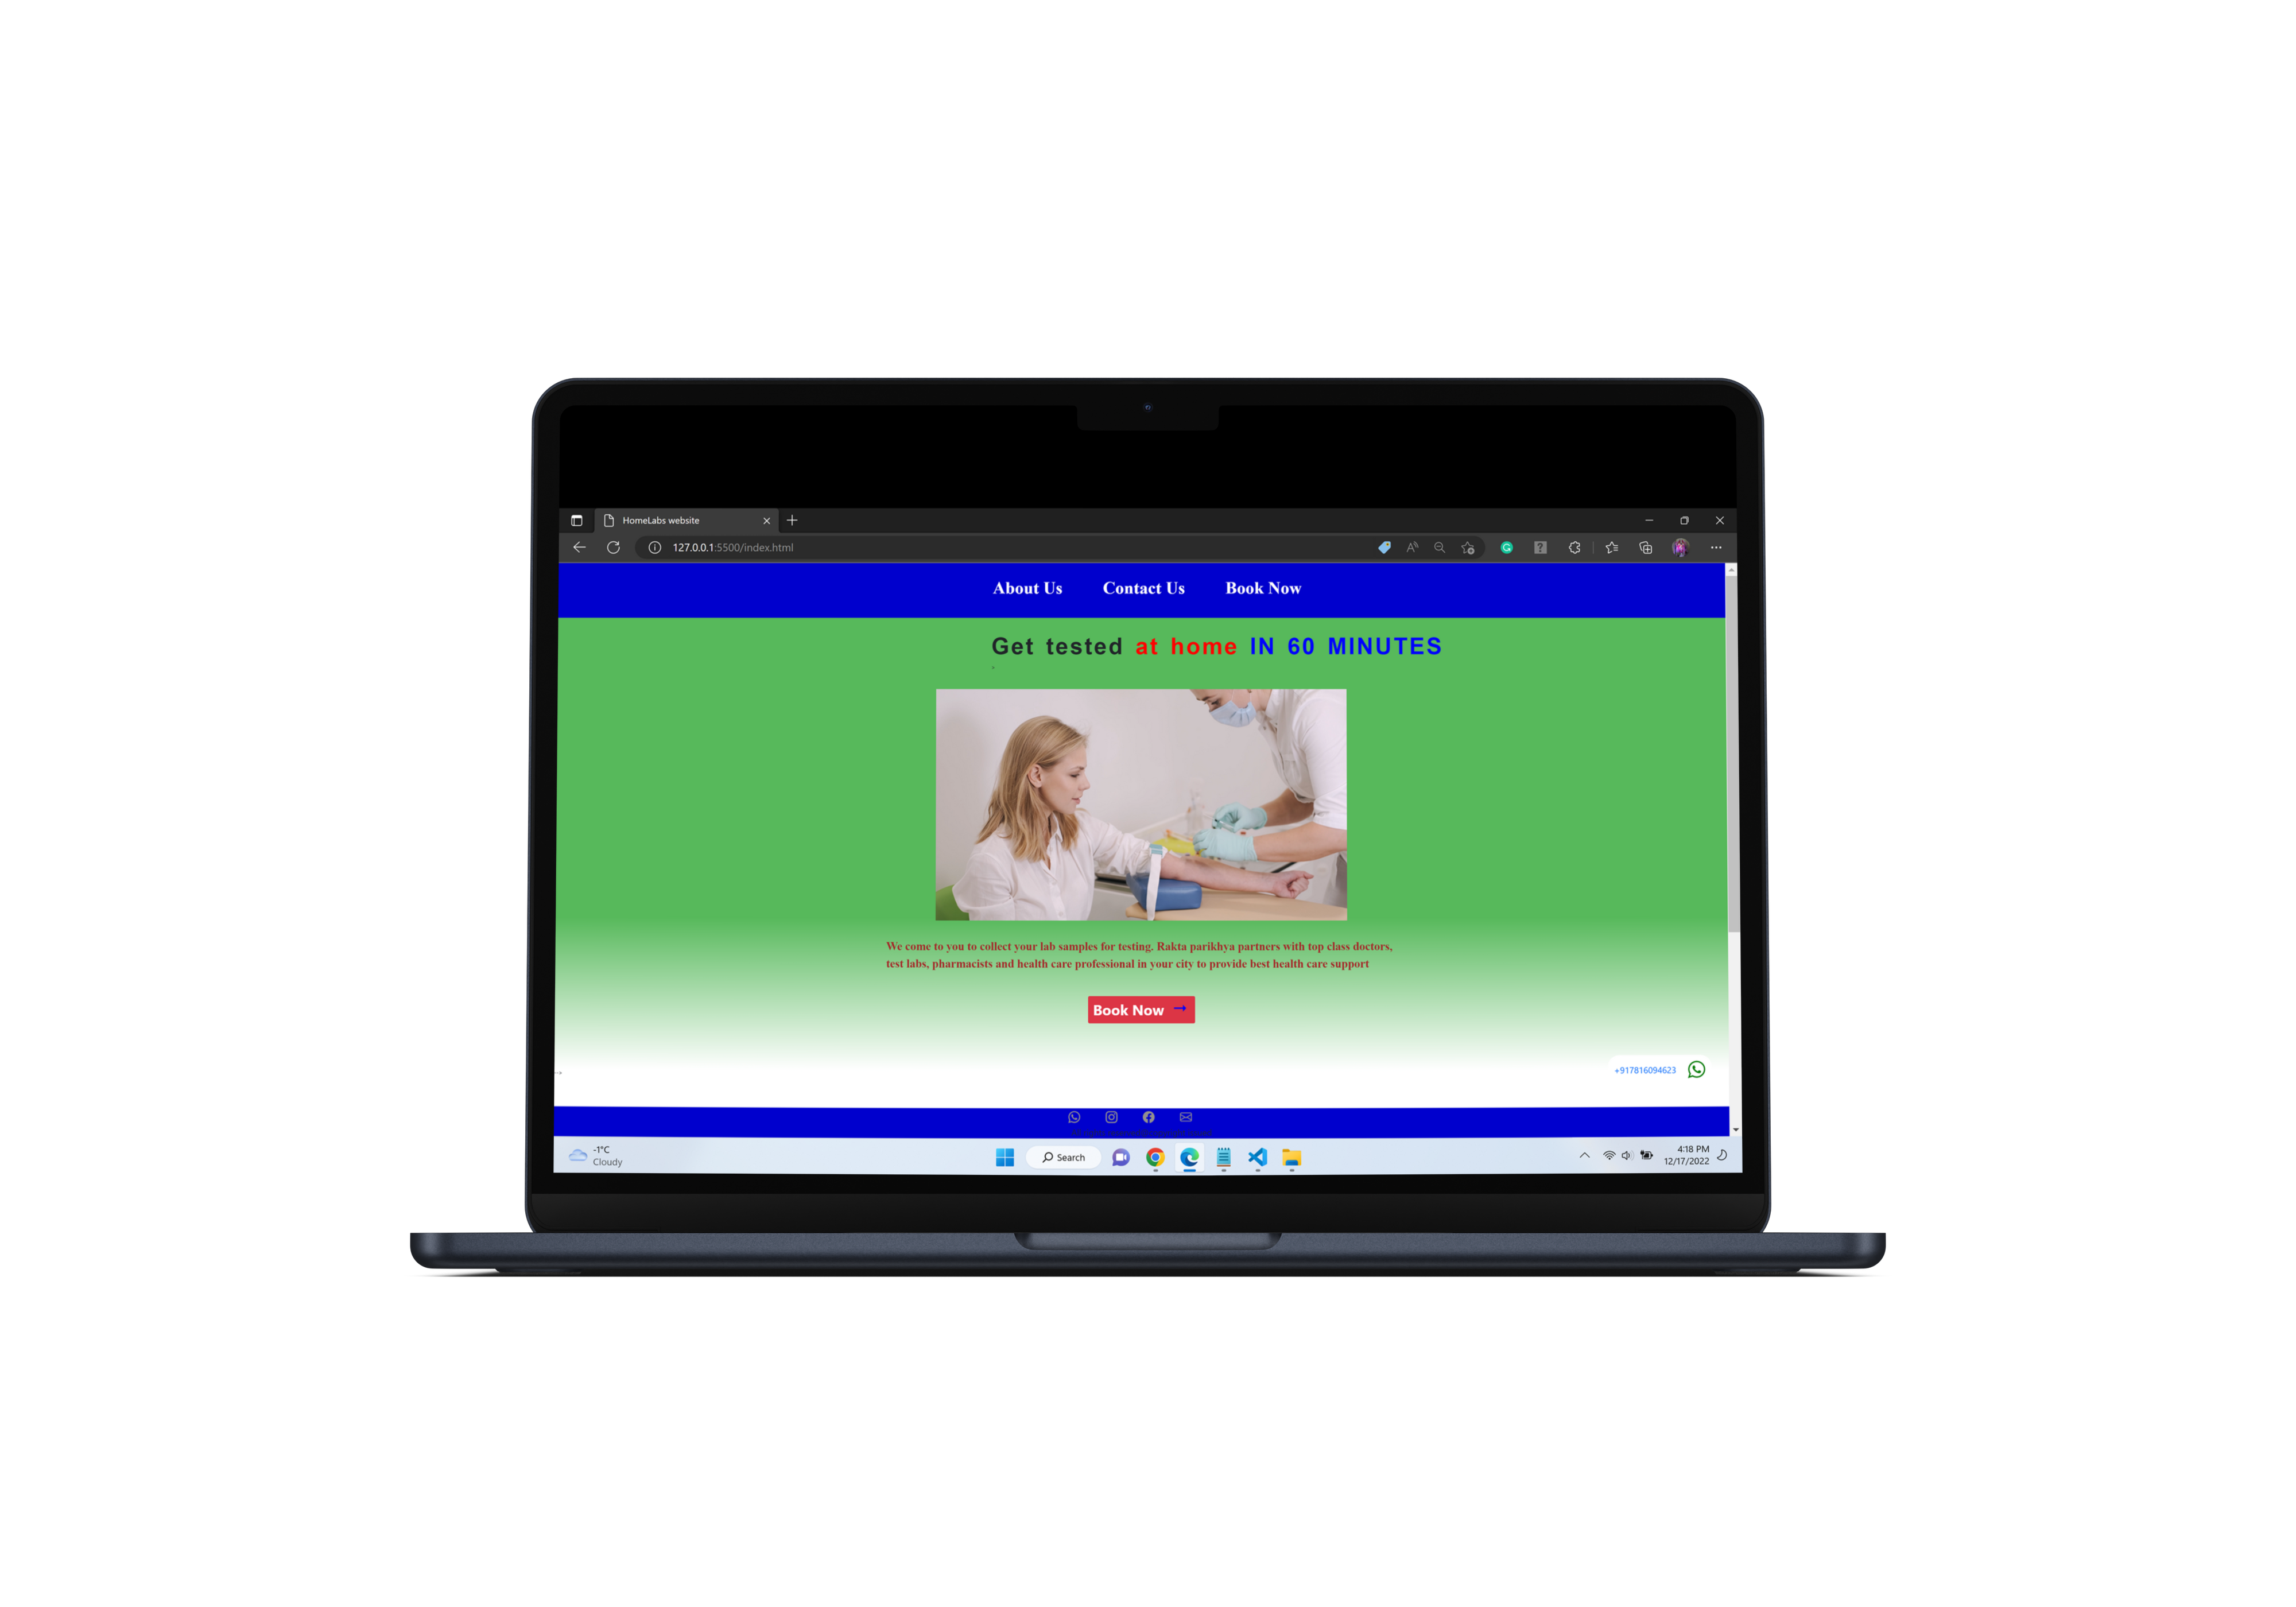 HomeLabs website
127.0.0.1:5500/index.html
About Us Contact Us Book Now
Get tested at home IN 60 MINUTES
We come to you to collect your lab samples for testing. Rakta parikhya partners with top class doctors,
test labs, pharmacists and health care professional in your city to provide best health care support
Book Now →
+917816094623
-1°C
Cloudy
Search
4:18 PM
12/17/2022